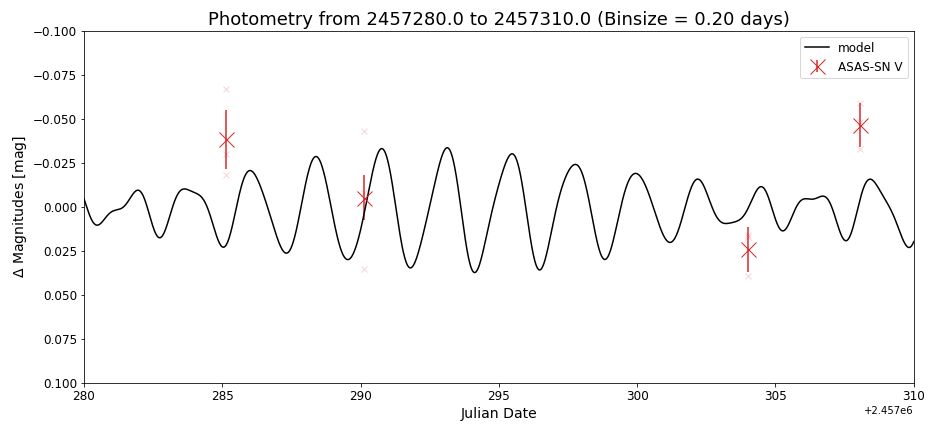 Photometry from 2457280.0 to 2457310.0 (Binsize = 0.20 days)
−0.100
−0.075
−0.050
−0.025
0.000
0.025
0.050
0.075
0.100
Δ Magnitudes [mag]
model
ASAS-SN V
280
285
290
295
300
305
310
+2.457e6
Julian Date